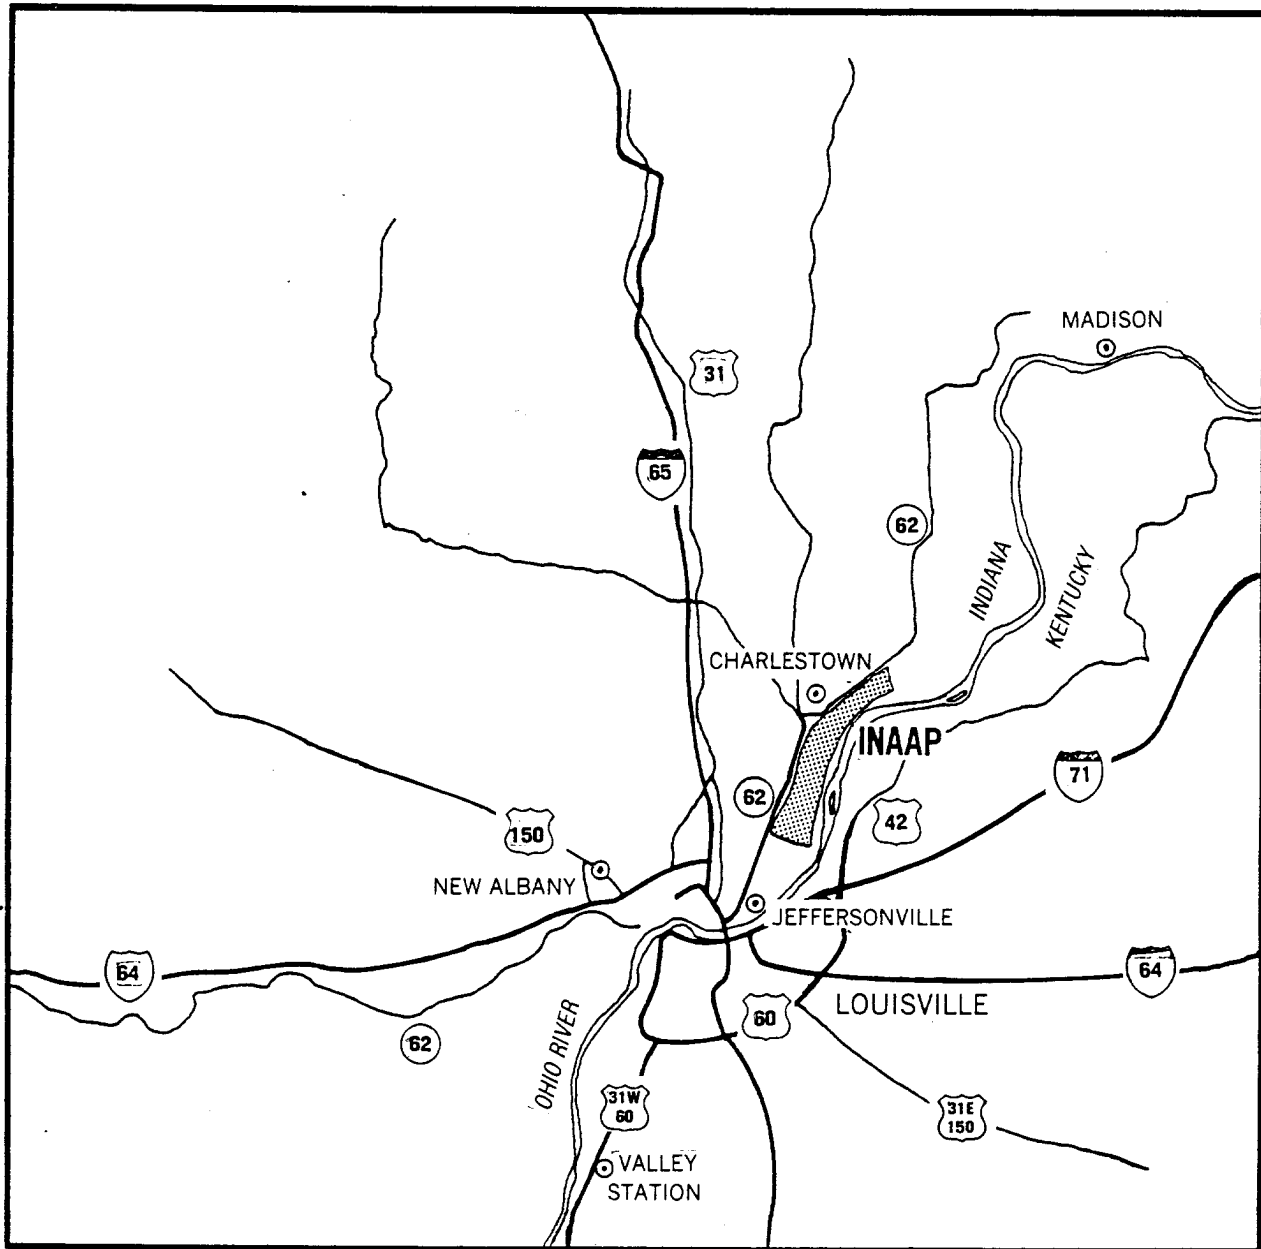 MADISON
31
65
62
INDIANA
KENTUCKY
CHARLESTOWN
INAAP
71
62
42
150
NEW ALBANY
JEFFERSONVILLE
64
64
LOUISVILLE
60
62
OHIO RIVER
31W
60
31E
150
VALLEY
STATION